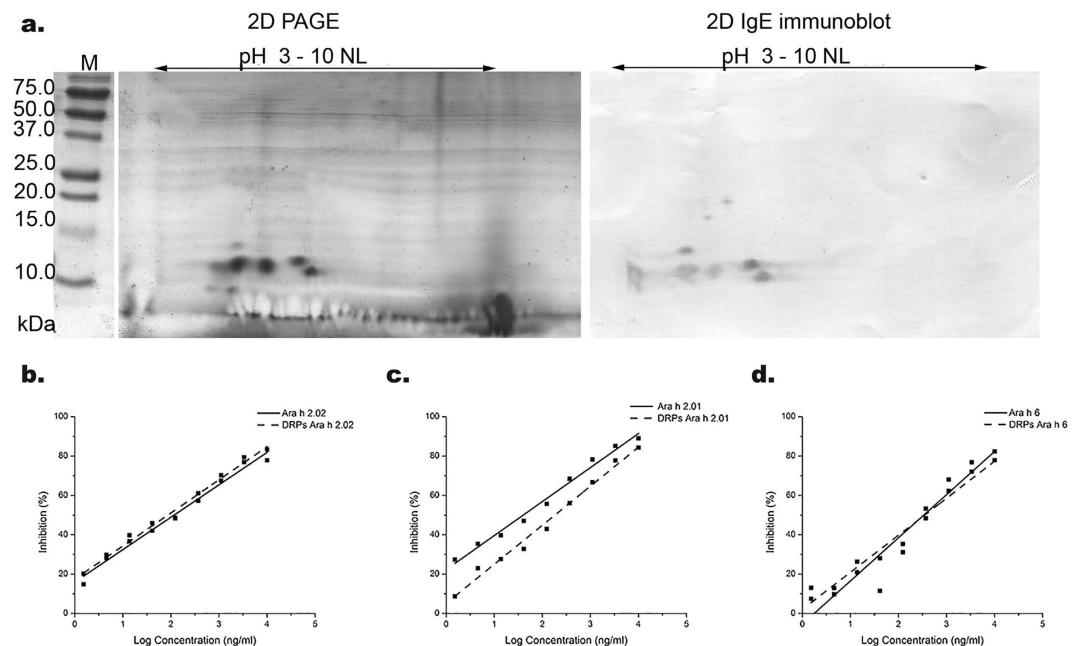 a.
2D PAGE
2D IgE immunoblot
M
pH 3 - 10 NL
pH 3 - 10 NL
75.0
50.0
37.0
25.0
20.0
15.0
10.0
kDa
b.
c.
d.
100
80
60
40
20
0
Inhibition (%)
Ara h 2.02
DRPs Ara h 2.02
0 1 2 3 4 5
Log Concentration (ng/ml)
100
80
60
40
20
0
Inhibition (%)
Ara h 2.01
DRPs Ara h 2.01
0 1 2 3 4 5
Log Concentration (ng/ml)
100
80
60
40
20
0
Inhibition (%)
Ara h 6
DRPs Ara h 6
0 1 2 3 4 5
Log Concentration (ng/ml)